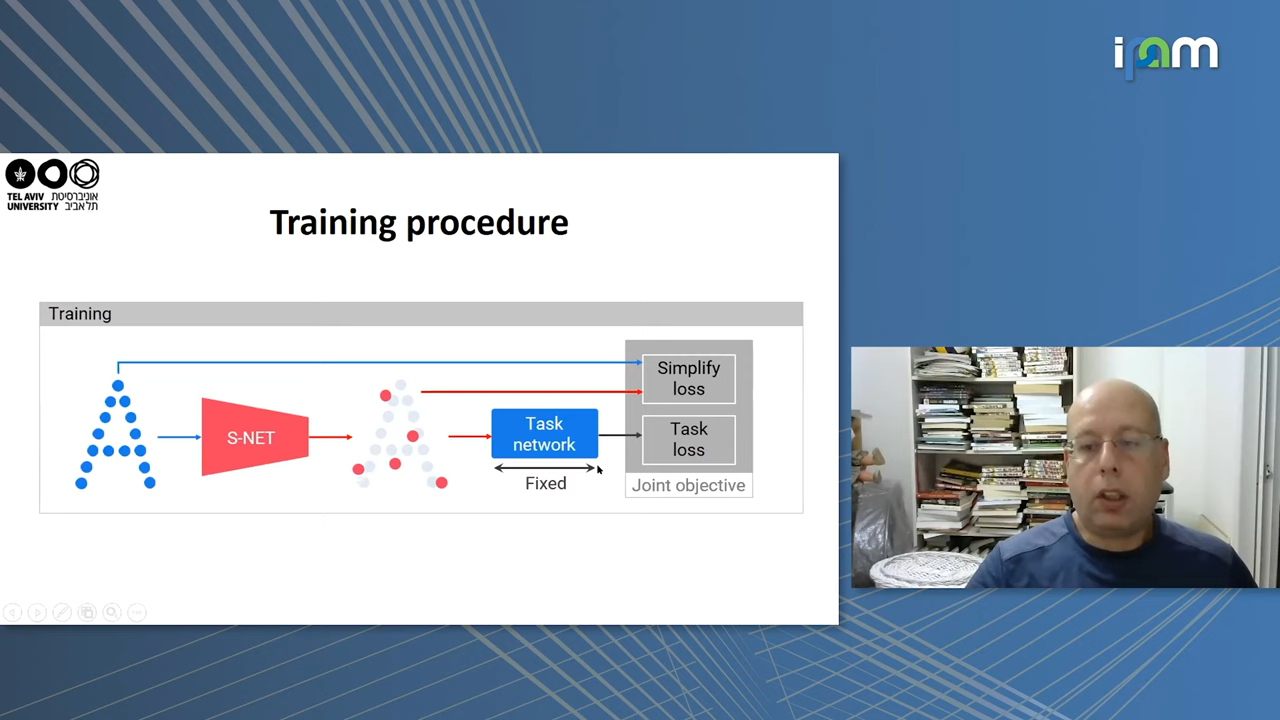 ipam
TEL AVIV אוניברסיטת
UNIVERSITY תל אביב
Training procedure
Training
S-NET
Task
network
Fixed
Simplify
loss
Task
loss
Joint objective